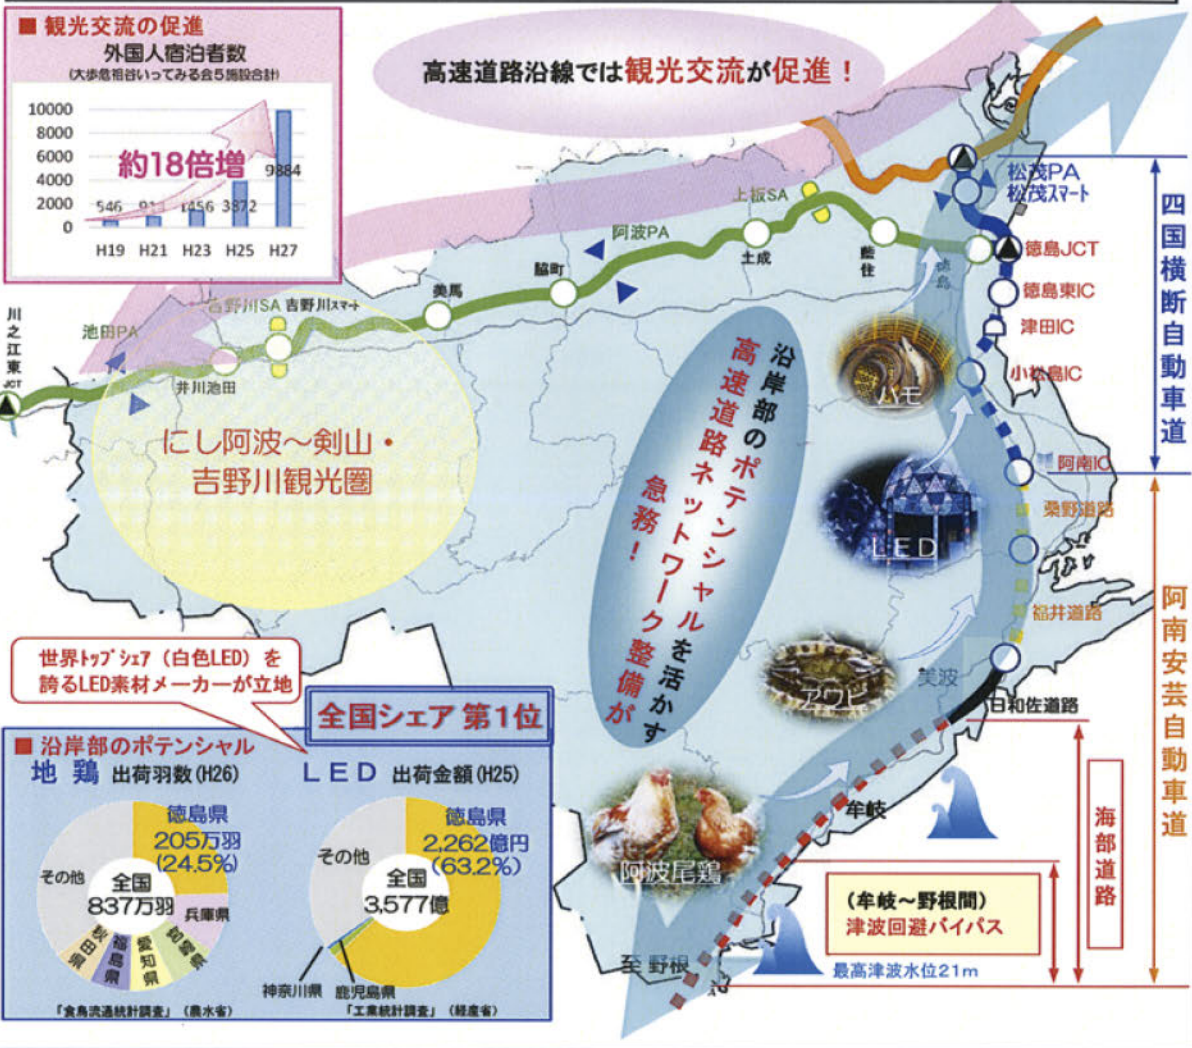 ■ 観光交流の促進
外国人宿泊者数
(大歩危祖谷いってみる会5施設合計)
10000
8000
6000
4000
2000
0
約18倍増
546
1456
3872
9884
H19 H21 H23 H25 H27
高速道路沿線では観光交流が促進！
川之江東JCT
池田PA
井川池田
吉野川SA
吉野川スマート
美馬
脇町
阿波PA
土成
上板SA
藍住
徳島
松茂PA
松茂スマート
徳島JCT
徳島東IC
津田IC
小松島IC
阿南IC
桑野道路
福井道路
美波
日和佐道路
牟岐
至 野根
四国横断自動車道
阿南安芸自動車道
海部道路
にし阿波～剣山・
吉野川観光圏
沿岸部のポテンシャルを活かす
高速道路ネットワーク整備が
急務！
ハモ
LED
アワビ
阿波尾鶏
(牟岐～野根間)
津波回避バイパス
最高津波水位21m
世界トップシェア（白色LED）を
誇るLED素材メーカーが立地
全国シェア 第1位
■ 沿岸部のポテンシャル
地 鶏 出荷羽数(H26)
徳島県
205万羽
(24.5%)
その他
全国
837万羽
兵庫県
宮崎県
愛知県
福島県
秋田県
「食鳥流通統計調査」（農水省）
LED 出荷金額(H25)
徳島県
2,262億円
(63.2%)
その他
全国
3,577億
神奈川県
鹿児島県
「工業統計調査」（経産省）